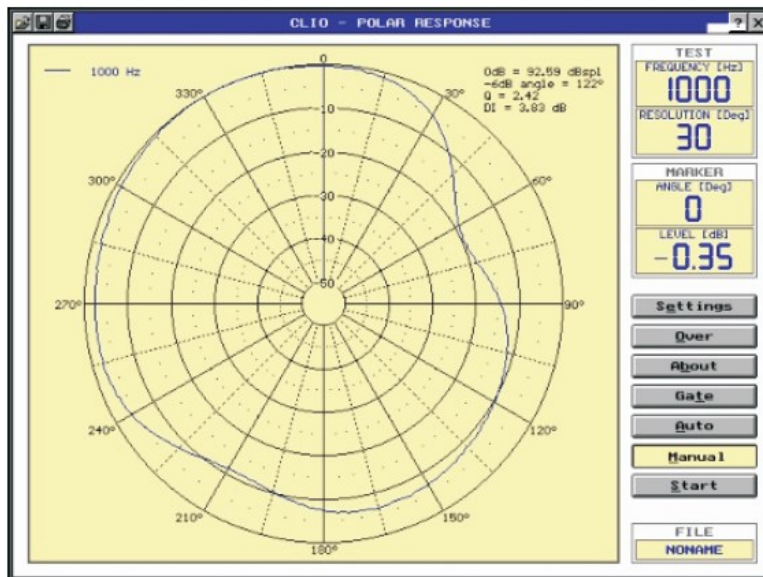 CLIO - POLAR RESPONSE
? X
1000 Hz
0dB = 92.59 dBspl
-6dB angle = 122°
Q = 2.42
DI = 3.83 dB
0
330°
30°
-10
-20
300°
60°
-30
-40
-50
270°
90°
240°
120°
210°
150°
180°
TEST
FREQUENCY [Hz]
1000
RESOLUTION [Deg]
30
MARKER
ANGLE [Deg]
0
LEVEL [dB]
-0.35
Settings
Over
About
Gate
Auto
Manual
Start
FILE
NONAME